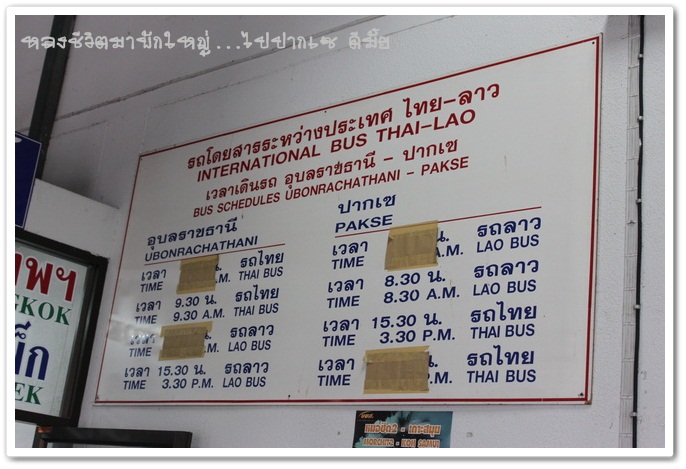 หลงชีวิตมาพักใหญ่...ไปปากเซ ดีมั๊ย
รถโดยสารระหว่างประเทศ ไทย-ลาว
INTERNATIONAL BUS THAI-LAO
เวลาเดินรถ อุบลราชธานี - ปากเซ
BUS SCHEDULES UBONRACHATHANI - PAKSE
อุบลราชธานี
UBONRACHATHANI
เวลา น. รถไทย
TIME A.M. THAI BUS
เวลา 9.30 น. รถไทย
TIME 9.30 A.M. THAI BUS
เวลา น. รถลาว
TIME P.M. LAO BUS
เวลา 15.30 น. รถลาว
TIME 3.30 P.M. LAO BUS
ปากเซ
PAKSE
เวลา น. รถลาว
TIME A.M. LAO BUS
เวลา 8.30 น. รถลาว
TIME 8.30 A.M. LAO BUS
เวลา 15.30 น. รถไทย
TIME 3.30 P.M. THAI BUS
เวลา น. รถไทย
TIME P.M. THAI BUS
ทพฯ
GKOK
EK